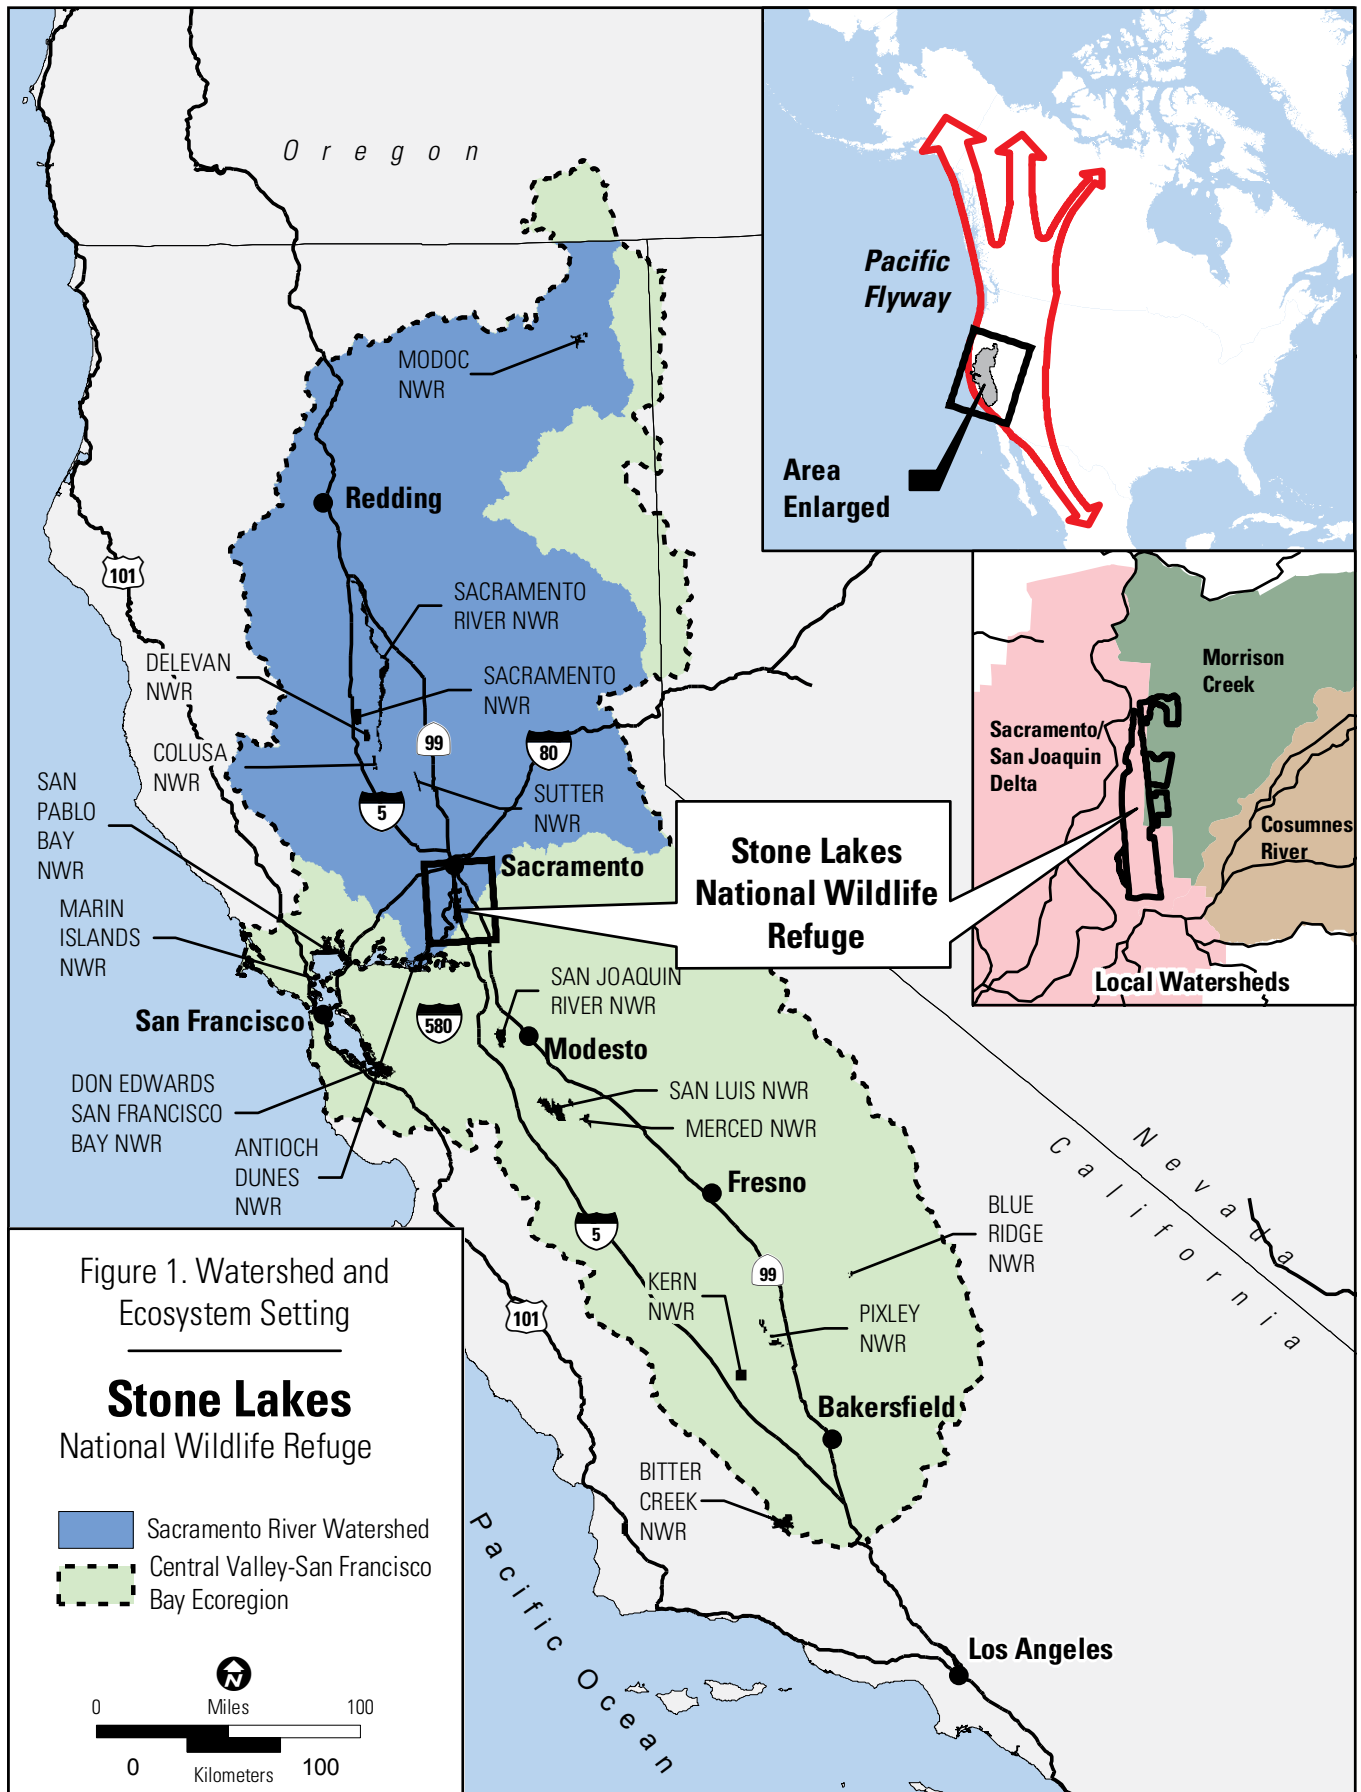 Oregon
Pacific
Flyway
Area
Enlarged
MODOC
NWR
Redding
101
SACRAMENTO
RIVER NWR
DELEVAN
NWR
SACRAMENTO
NWR
COLUSA
NWR
99
80
5
SUTTER
NWR
SAN
PABLO
BAY
NWR
Sacramento
MARIN
ISLANDS
NWR
Stone Lakes
National Wildlife
Refuge
Morrison
Creek
Sacramento/
San Joaquin
Delta
Cosumnes
River
Local Watersheds
San Francisco
580
SAN JOAQUIN
RIVER NWR
Modesto
DON EDWARDS
SAN FRANCISCO
BAY NWR
SAN LUIS NWR
MERCED NWR
ANTIOCH
DUNES
NWR
Fresno
Nevada
California
5
BLUE
RIDGE
NWR
99
KERN
NWR
101
PIXLEY
NWR
Bakersfield
BITTER
CREEK
NWR
Pacific Ocean
Los Angeles
Figure 1. Watershed and
Ecosystem Setting
Stone Lakes
National Wildlife Refuge
Sacramento River Watershed
Central Valley-San Francisco
Bay Ecoregion
N
0 Miles 100
0 Kilometers 100